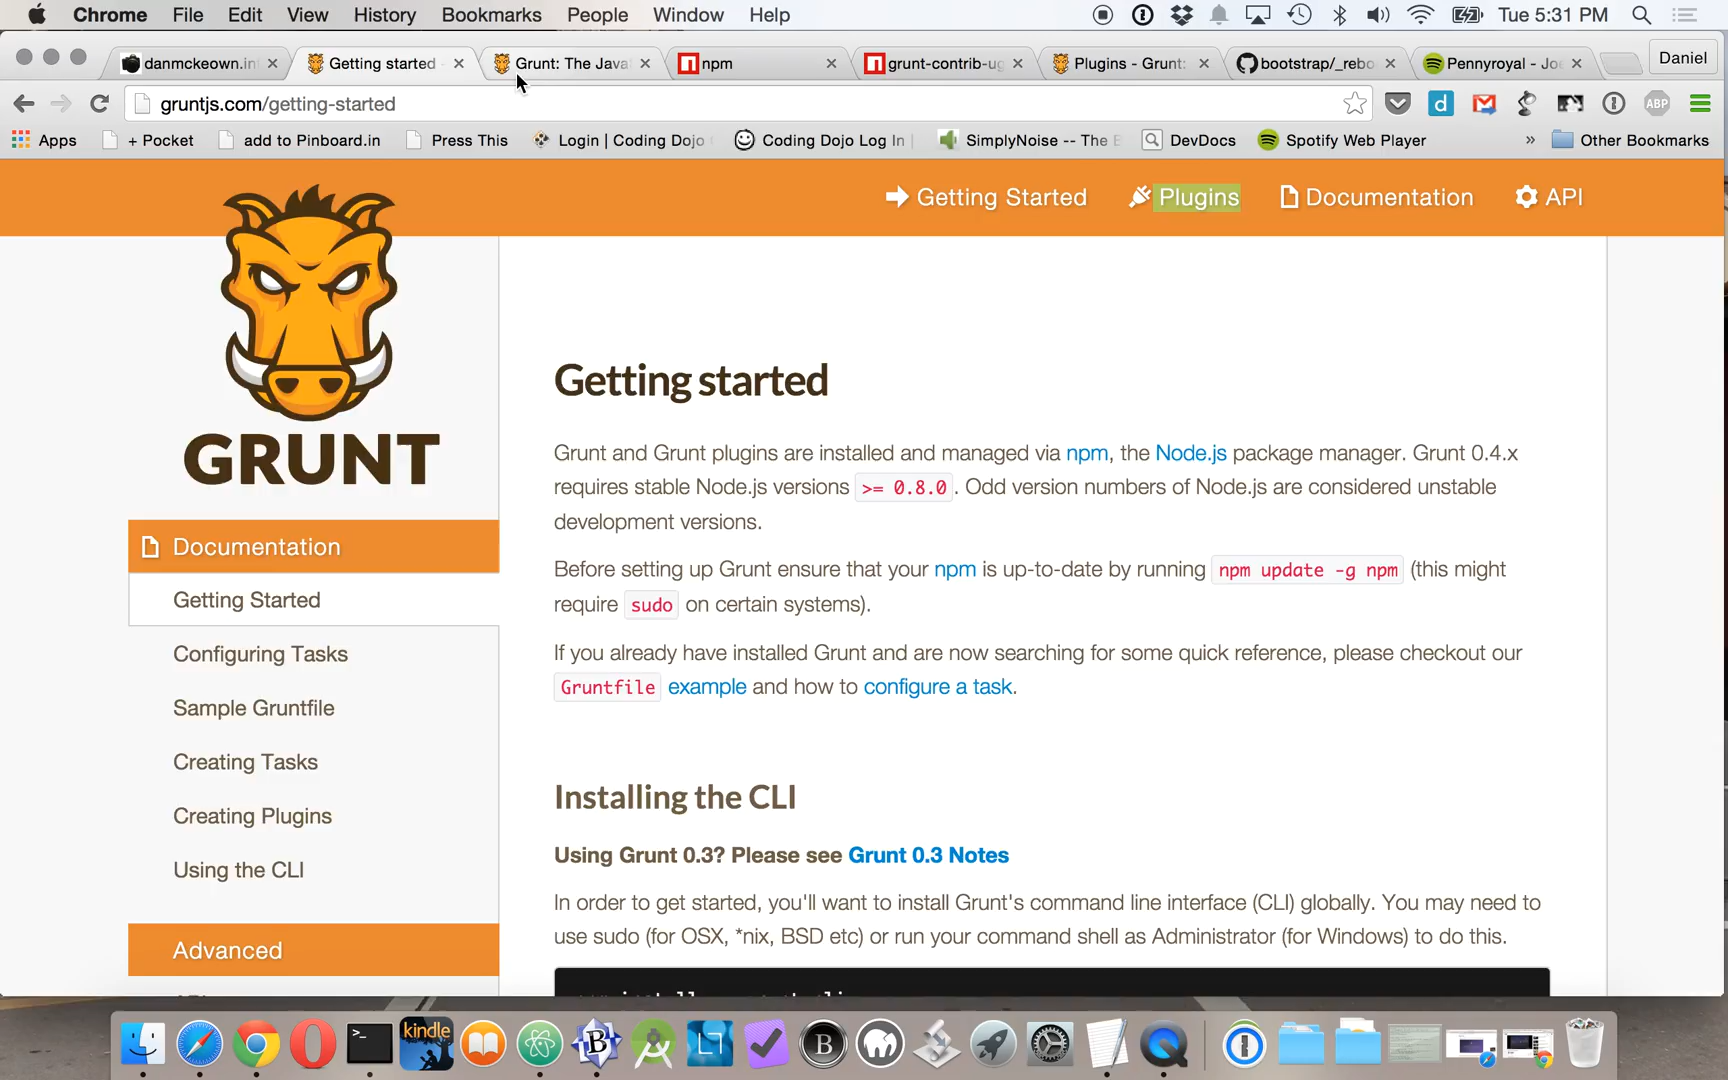 Chrome File Edit View History Bookmarks People Window Help Tue 5:31 PM
danmckeown.in Getting started - Grunt: The Java npm grunt-contrib-ug Plugins - Grunt: bootstrap/_rebo Pennyroyal - Joe Daniel
gruntjs.com/getting-started
Apps + Pocket add to Pinboard.in Press This Login | Coding Dojo Coding Dojo Log In | SimplyNoise -- The B DevDocs Spotify Web Player » Other Bookmarks
Getting Started Plugins Documentation API
GRUNT
Documentation
Getting Started
Configuring Tasks
Sample Gruntfile
Creating Tasks
Creating Plugins
Using the CLI
Advanced
Getting started
Grunt and Grunt plugins are installed and managed via npm, the Node.js package manager. Grunt 0.4.x
requires stable Node.js versions >= 0.8.0. Odd version numbers of Node.js are considered unstable
development versions.
Before setting up Grunt ensure that your npm is up-to-date by running npm update -g npm (this might
require sudo on certain systems).
If you already have installed Grunt and are now searching for some quick reference, please checkout our
Gruntfile example and how to configure a task.
Installing the CLI
Using Grunt 0.3? Please see Grunt 0.3 Notes
In order to get started, you'll want to install Grunt's command line interface (CLI) globally. You may need to
use sudo (for OSX, *nix, BSD etc) or run your command shell as Administrator (for Windows) to do this.
kindle